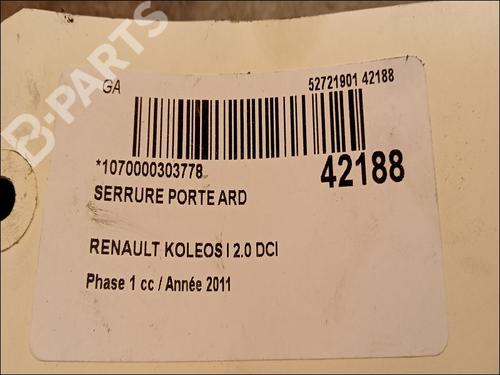 GA
52721901 42188
B-PARTS
*1070000303778
42188
SERRURE PORTE ARD
RENAULT KOLEOS I 2.0 DCI
Phase 1 cc / Année 2011